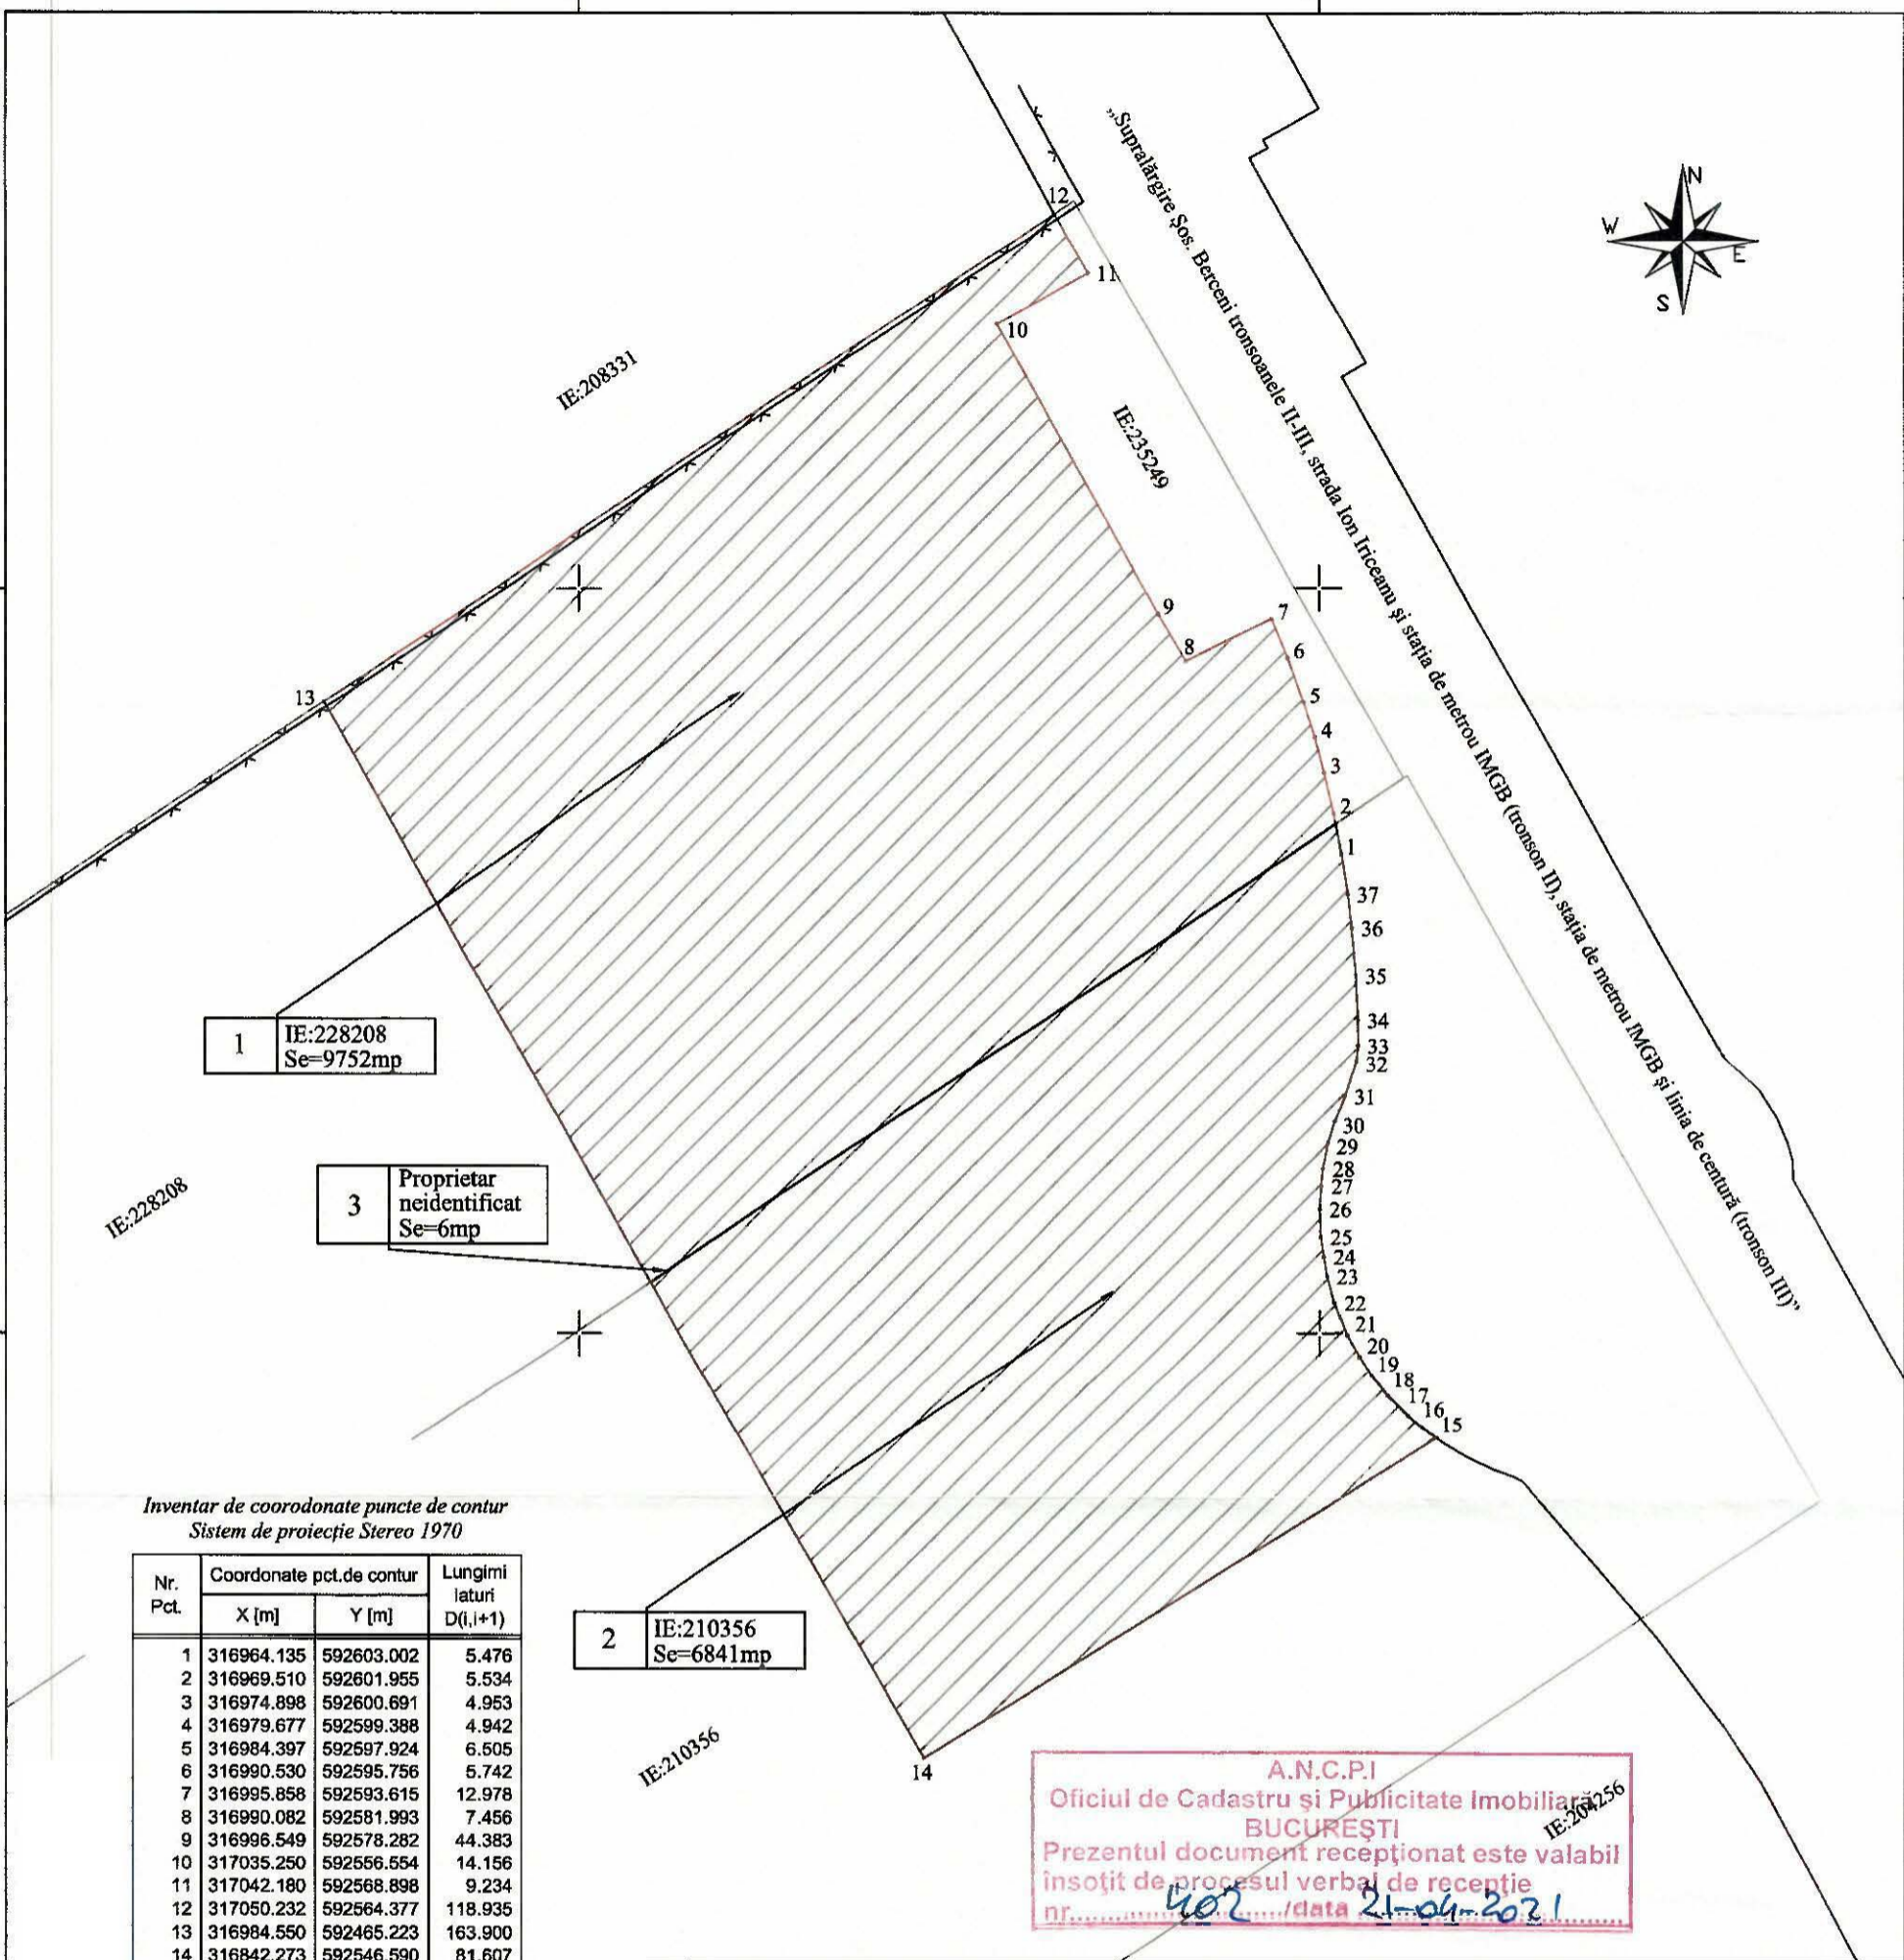 „Supralărgire Şos. Berceni tronsoanele II-III, strada Ion Iriceanu şi staţia de metrou IMGB (tronson II), staţia de metrou IMGB şi linia de centură (tronson III)”
N
W
E
S
12
11
10
IE:208331
IE:235249
9
7
8
6
13
5
4
3
2
1
37
36
35
34
33
32
31
30
29
28
27
26
25
24
23
22
21
20
19
18
17
16
15
14
1
IE:228208
Se=9752mp
3
Proprietar
neidentificat
Se=6mp
IE:228208
2
IE:210356
Se=6841mp
IE:210356
IE:204256
Inventar de coorodonate puncte de contur
Sistem de proiecţie Stereo 1970
Nr. Pct. Coordonate pct.de contur Lungimi laturi D(i,i+1)
X [m] Y [m]
1 316964.135 592603.002 5.476
2 316969.510 592601.955 5.534
3 316974.898 592600.691 4.953
4 316979.677 592599.388 4.942
5 316984.397 592597.924 6.505
6 316990.530 592595.756 5.742
7 316995.858 592593.615 12.978
8 316990.082 592581.993 7.456
9 316996.549 592578.282 44.383
10 317035.250 592556.554 14.156
11 317042.180 592568.898 9.234
12 317050.232 592564.377 118.935
13 316984.550 592465.223 163.900
14 316842.273 592546.590 81.607
A.N.C.P.I
Oficiul de Cadastru şi Publicitate Imobiliară
BUCUREŞTI
Prezentul document recepţionat este valabil
însoţit de procesul verbal de recepţie
nr. 402 /data 21-04-2021